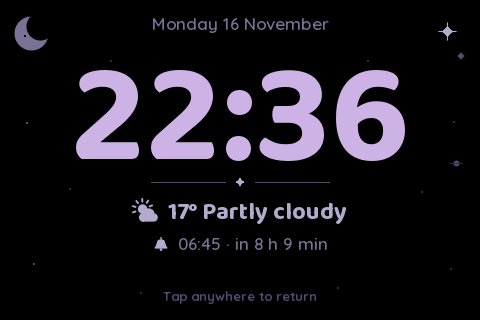 Monday 16 November
22:36
17° Partly cloudy
06:45 · in 8 h 9 min
Tap anywhere to return